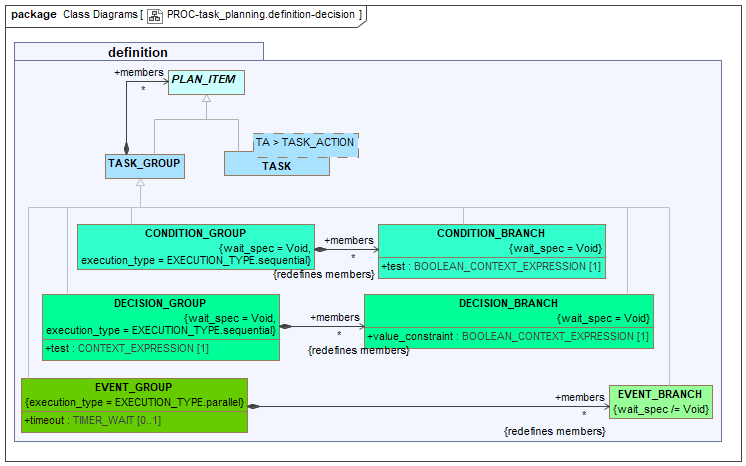 package Class Diagrams [ PROC-task_planning.definition-decision ]
definition
+members
*
PLAN_ITEM
TA > TASK_ACTION
TASK_GROUP
TASK
CONDITION_GROUP
{wait_spec = Void,
execution_type = EXECUTION_TYPE.sequential}
+members
*
{redefines members}
CONDITION_BRANCH
{wait_spec = Void}
+test : BOOLEAN_CONTEXT_EXPRESSION [1]
DECISION_GROUP
{wait_spec = Void,
execution_type = EXECUTION_TYPE.sequential}
+test : CONTEXT_EXPRESSION [1]
+members
*
{redefines members}
DECISION_BRANCH
{wait_spec = Void}
+value_constraint : BOOLEAN_CONTEXT_EXPRESSION [1]
EVENT_GROUP
{execution_type = EXECUTION_TYPE.parallel}
+timeout : TIMER_WAIT [0..1]
+members
*
{redefines members}
EVENT_BRANCH
{wait_spec /= Void}